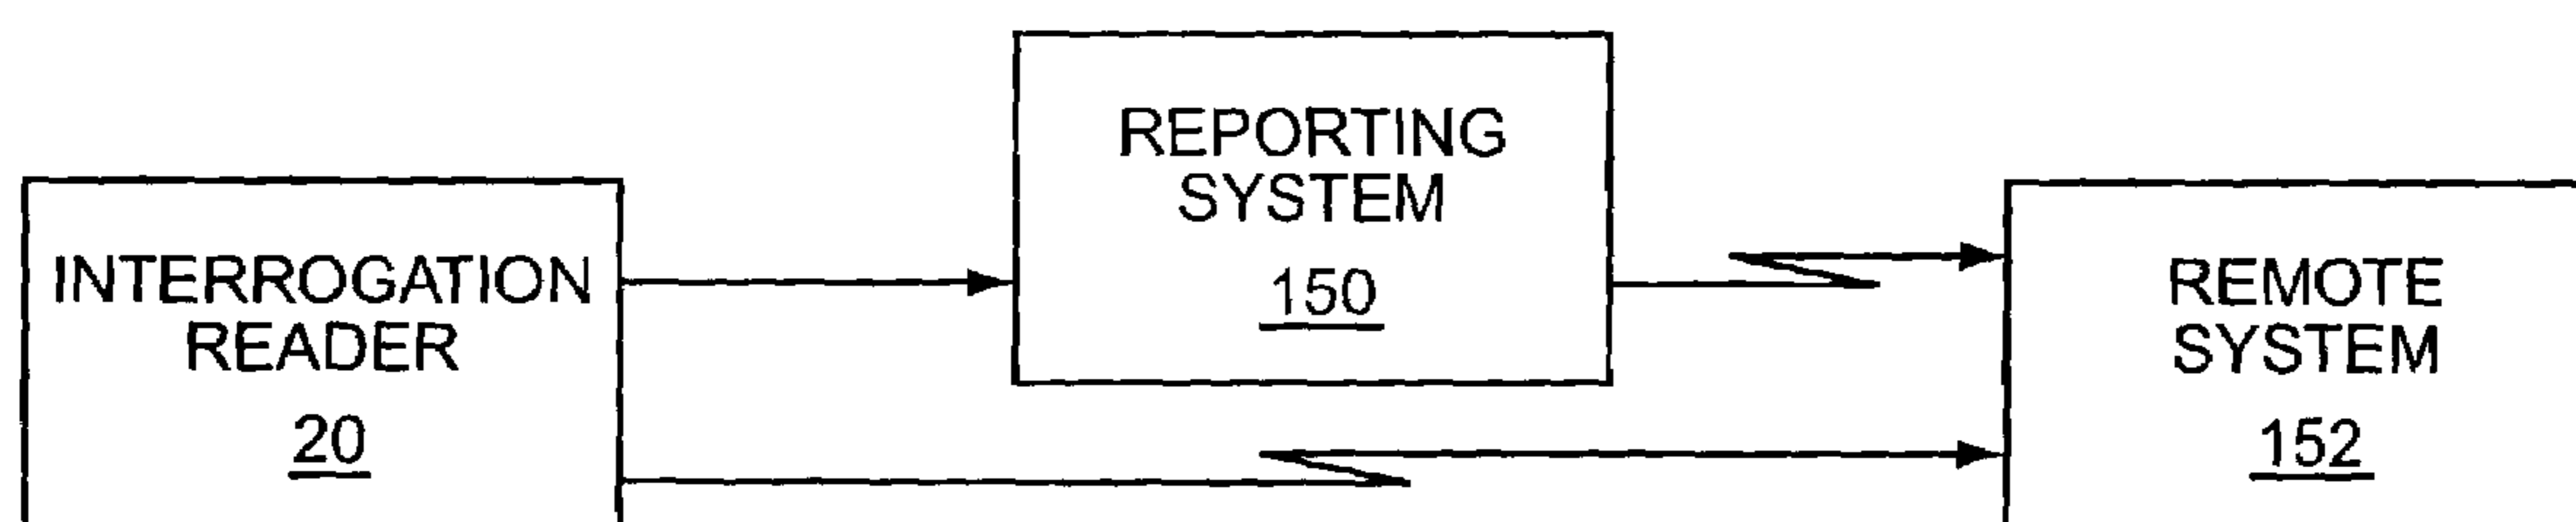 INTERROGATION
READER
20
REPORTING
SYSTEM
150
REMOTE
SYSTEM
152